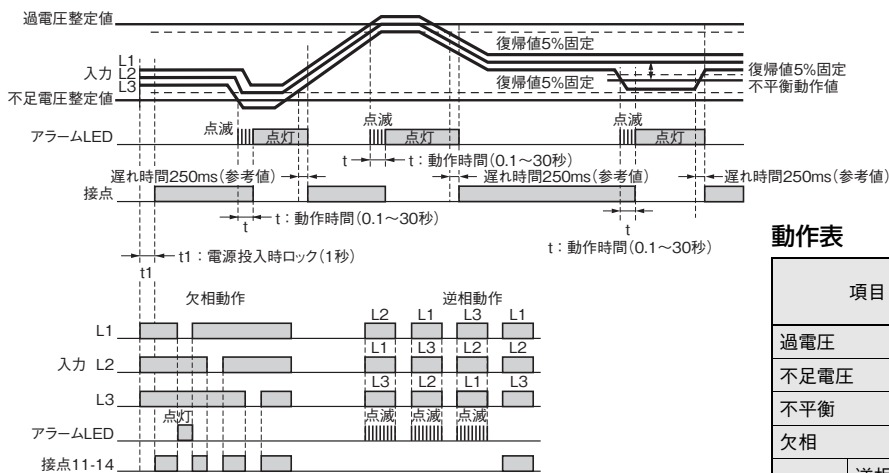 過電圧整定値
復帰値5%固定
L1
入力 L2
L3
復帰値5%固定
復帰値5%固定
不平衡動作値
不足電圧整定値
点滅
点滅
点滅
アラームLED
点灯
点灯
点灯
t
t:動作時間(0.1~30秒)
遅れ時間250ms(参考値)
遅れ時間250ms(参考値)
遅れ時間250ms(参考値)
接点
t
t:動作時間(0.1~30秒)
t
t:動作時間(0.1~30秒)
t1:電源投入時ロック(1秒)
t1
動作表
項目
過電圧
不足電圧
不平衡
欠相
欠相動作
逆相動作
L1
L2
L1
L3
L1
入力 L2
L1
L3
L2
L2
L3
L3
L2
L1
L3
点灯
点滅
点滅
点滅
アラームLED
接点11-14